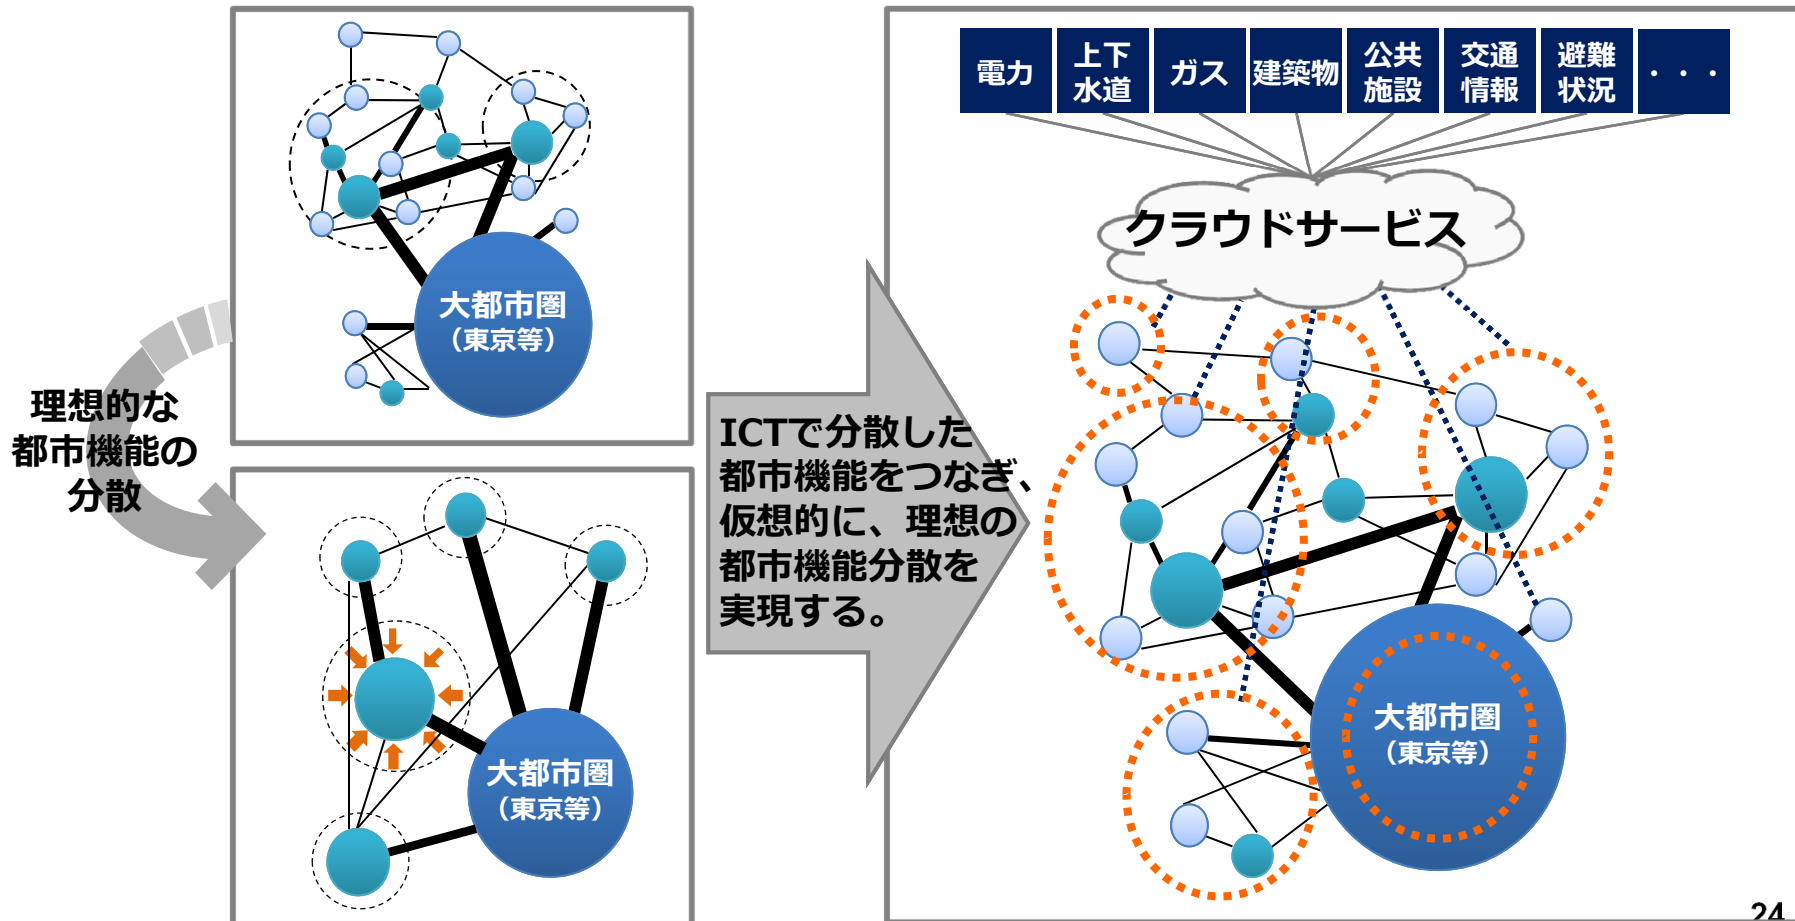 電力
上下
水道
ガス
建築物
公共
施設
交通
情報
避難
状況
・・・
クラウドサービス
大都市圏
（東京等）
理想的な
都市機能の
分散
ICTで分散した
都市機能をつなぎ、
仮想的に、理想の
都市機能分散を
実現する。
大都市圏
（東京等）
大都市圏
（東京等）
24